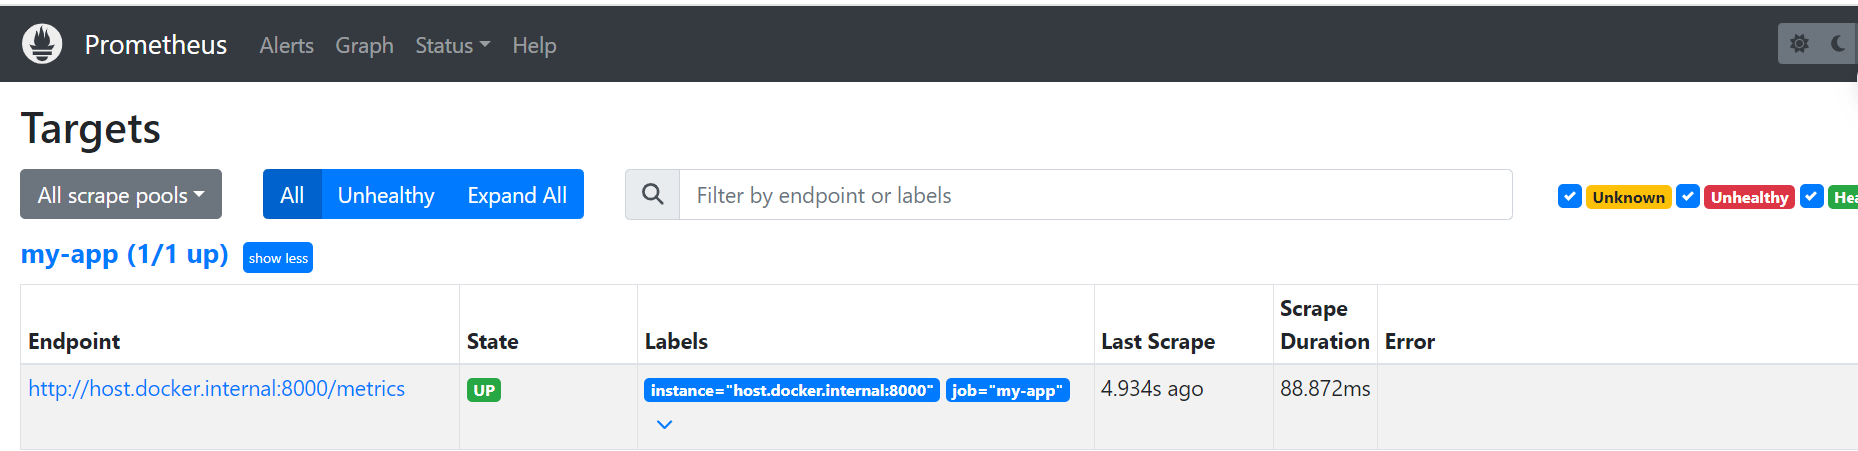 Prometheus Alerts Graph Status Help
Targets
All scrape pools All Unhealthy Expand All Filter by endpoint or labels Unknown Unhealthy
my-app (1/1 up) show less
Endpoint State Labels Last Scrape Scrape Duration Error
http://host.docker.internal:8000/metrics UP instance="host.docker.internal:8000" job="my-app" 4.934s ago 88.872ms